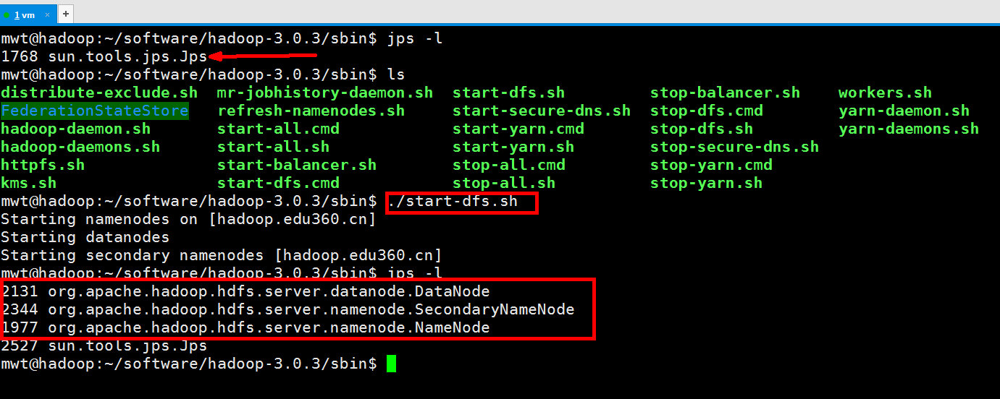 1 vm × +
mwt@hadoop:~/software/hadoop-3.0.3/sbin$ jps -l
1768 sun.tools.jps.Jps
mwt@hadoop:~/software/hadoop-3.0.3/sbin$ ls
distribute-exclude.sh mr-jobhistory-daemon.sh start-dfs.sh stop-balancer.sh workers.sh
FederationStateStore refresh-namenodes.sh start-secure-dns.sh stop-dfs.cmd yarn-daemon.sh
hadoop-daemon.sh start-all.cmd start-yarn.cmd stop-dfs.sh yarn-daemons.sh
hadoop-daemons.sh start-all.sh start-yarn.sh stop-secure-dns.sh
httpfs.sh start-balancer.sh stop-all.cmd stop-yarn.cmd
kms.sh start-dfs.cmd stop-all.sh stop-yarn.sh
mwt@hadoop:~/software/hadoop-3.0.3/sbin$ ./start-dfs.sh
Starting namenodes on [hadoop.edu360.cn]
Starting datanodes
Starting secondary namenodes [hadoop.edu360.cn]
mwt@hadoop:~/software/hadoop-3.0.3/sbin$ jps -l
2131 org.apache.hadoop.hdfs.server.datanode.DataNode
2344 org.apache.hadoop.hdfs.server.namenode.SecondaryNameNode
1977 org.apache.hadoop.hdfs.server.namenode.NameNode
2527 sun.tools.jps.Jps
mwt@hadoop:~/software/hadoop-3.0.3/sbin$